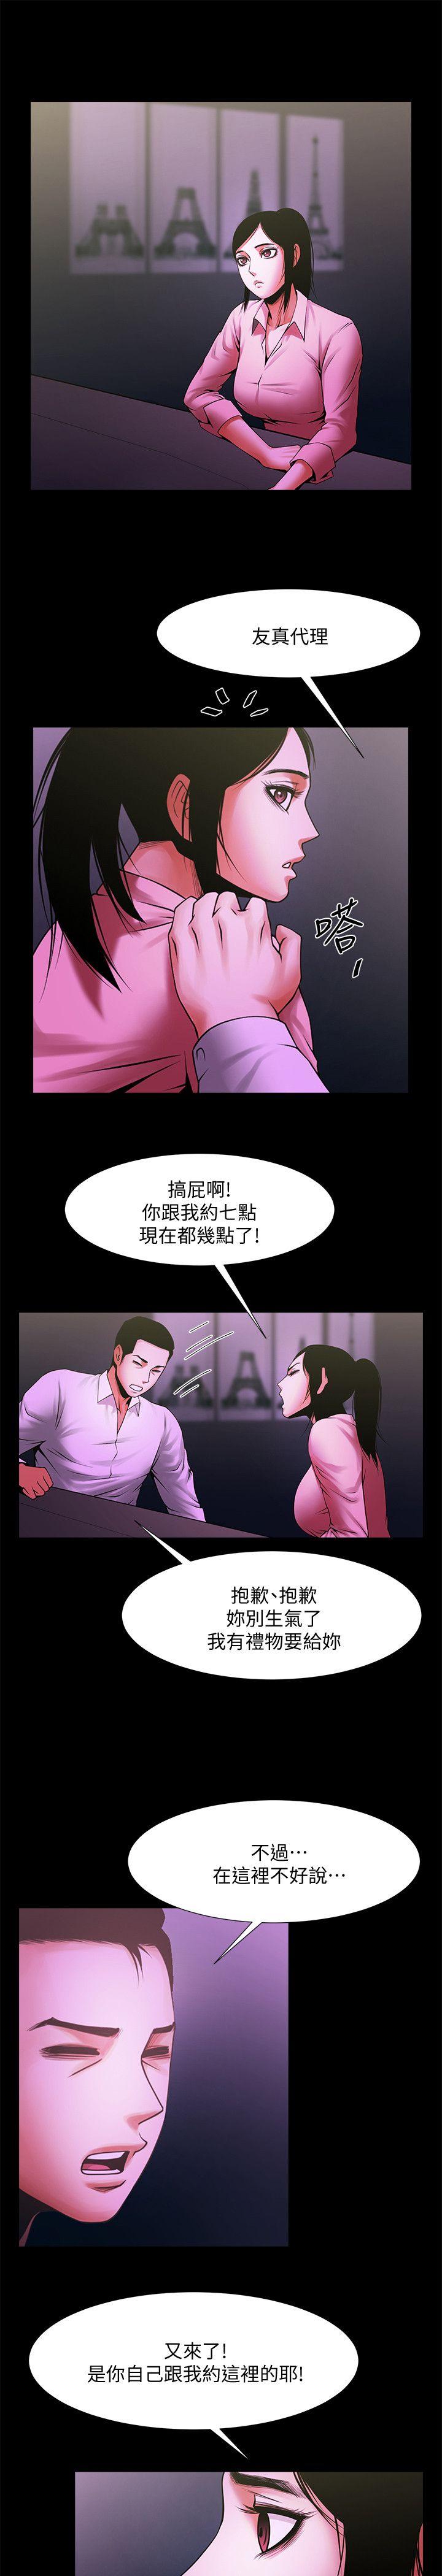 友真代理
嗒
搞屁啊!
你跟我約七點
現在都幾點了!
抱歉、抱歉
妳別生氣了
我有禮物要給妳
不過…
在這裡不好說…
又來了!
是你自己跟我約這裡的耶!